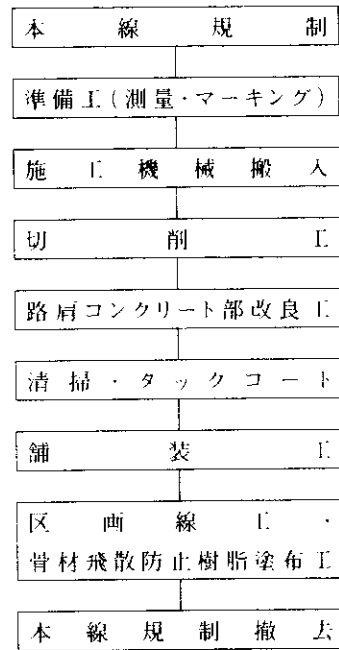 本線規制
準備工(測量・マーキング)
施工機械搬入
切削工
路肩コンクリート部改良工
清掃・タックコート
舗装工
区画線工・
骨材飛散防止樹脂塗布工
本線規制撤去